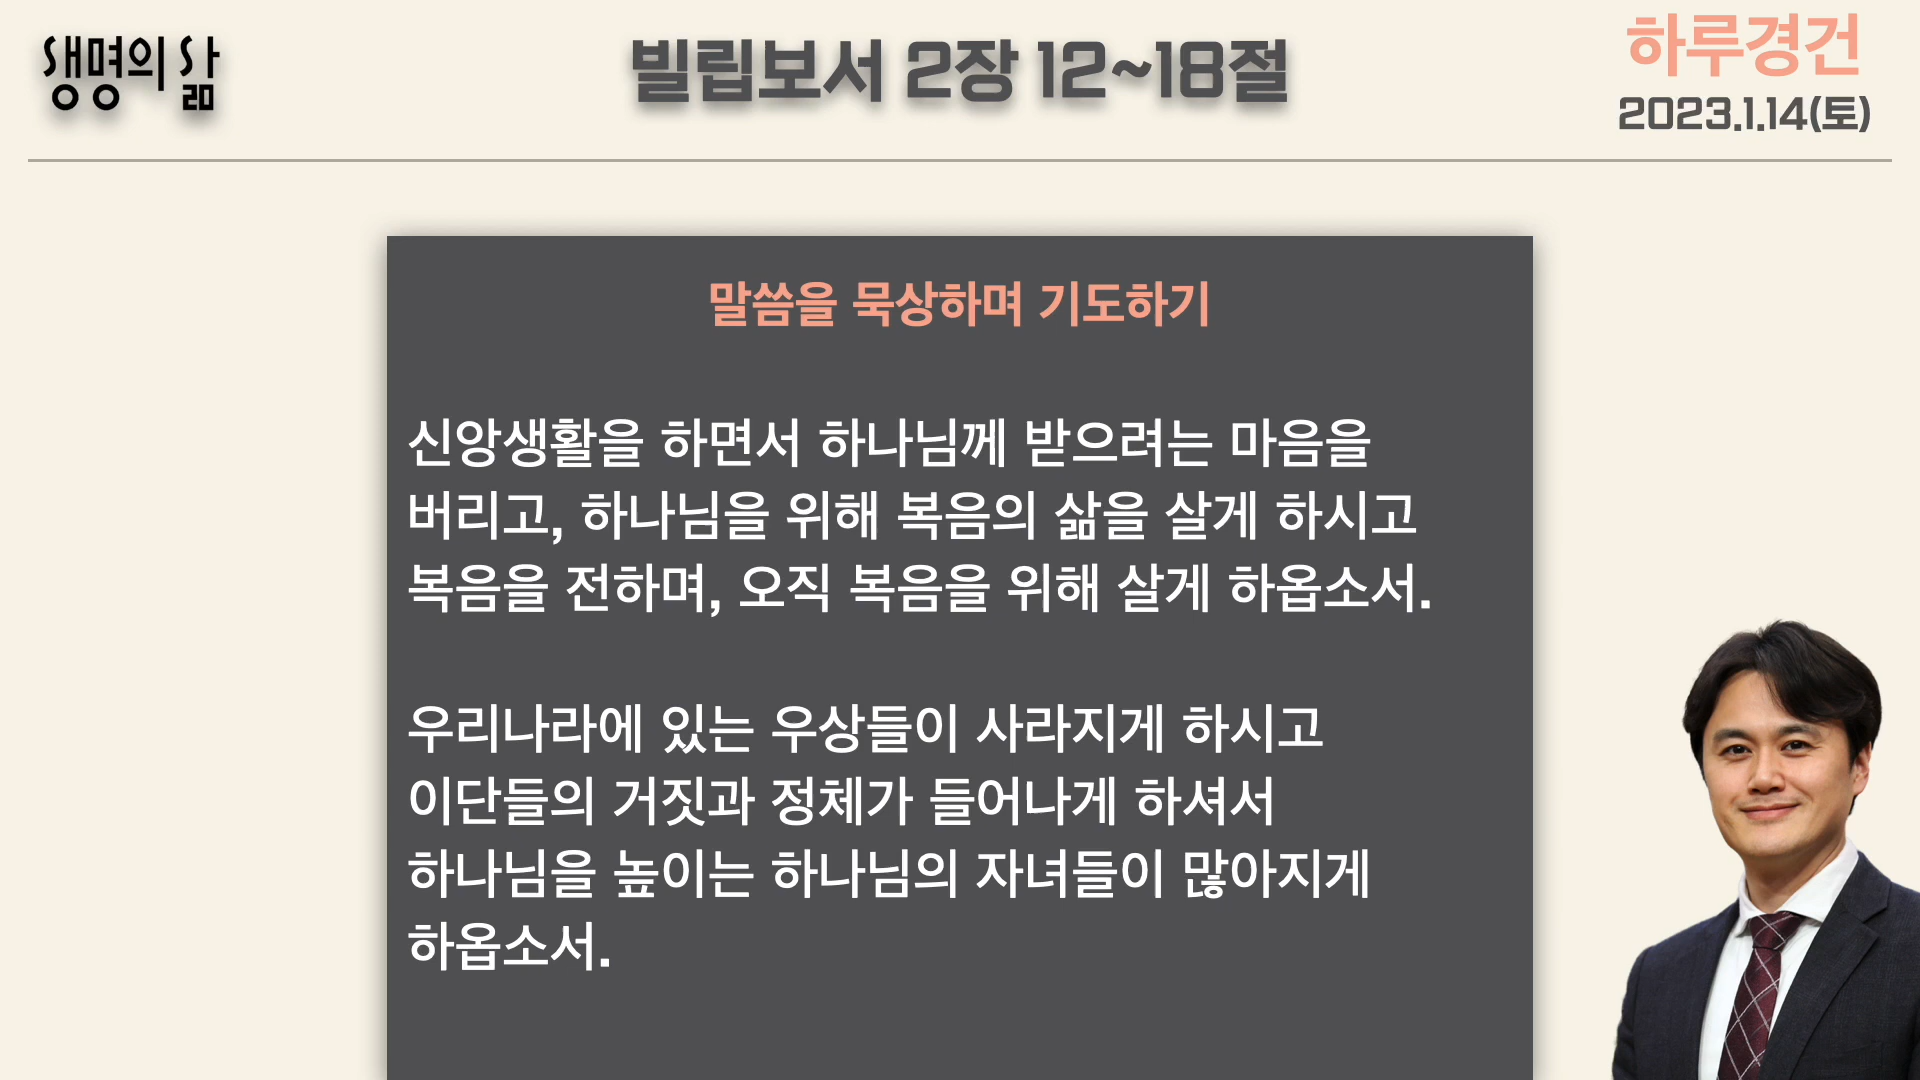 생명의 삶
빌립보서 2장 12~18절
하루경건
2023.1.14(토)
말씀을 묵상하며 기도하기
신앙생활을 하면서 하나님께 받으려는 마음을
버리고, 하나님을 위해 복음의 삶을 살게 하시고
복음을 전하며, 오직 복음을 위해 살게 하옵소서.
우리나라에 있는 우상들이 사라지게 하시고
이단들의 거짓과 정체가 들어나게 하셔서
하나님을 높이는 하나님의 자녀들이 많아지게
하옵소서.